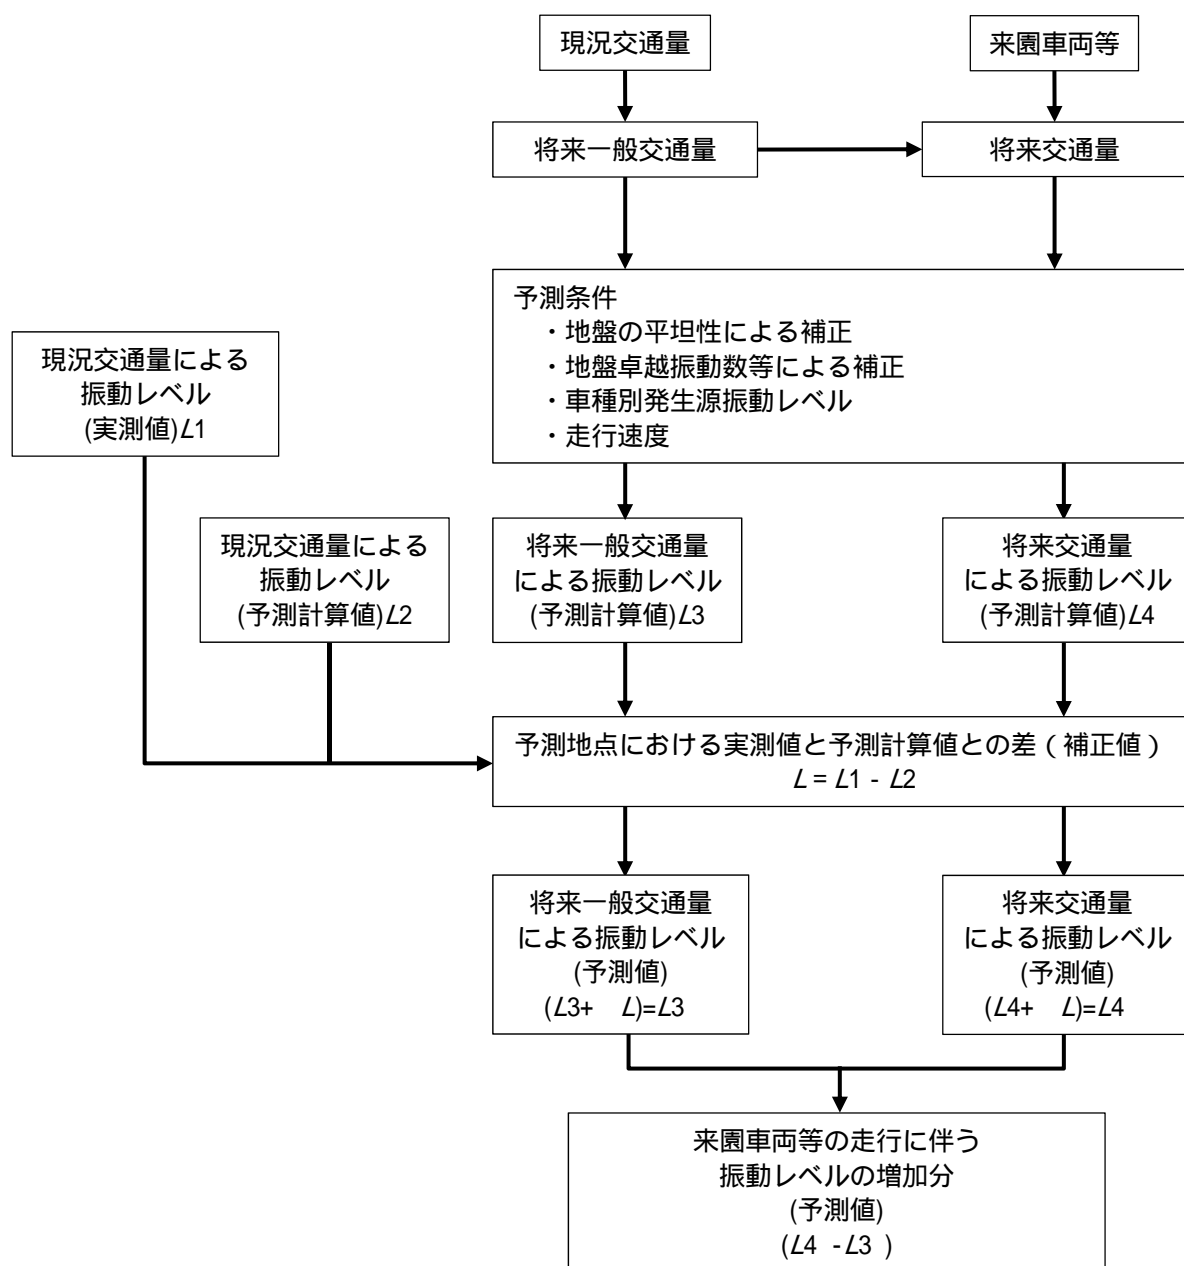 現況交通量
来園車両等
将来一般交通量
将来交通量
予測条件
・地盤の平坦性による補正
・地盤卓越振動数等による補正
・車種別発生源振動レベル
・走行速度
現況交通量による
振動レベル
(実測値)L1
現況交通量による
振動レベル
(予測計算値)L2
将来一般交通量
による振動レベル
(予測計算値)L3
将来交通量
による振動レベル
(予測計算値)L4
予測地点における実測値と予測計算値との差(補正値)
L = L1 - L2
将来一般交通量
による振動レベル
(予測値)
(L3+ L)=L3
将来交通量
による振動レベル
(予測値)
(L4+ L)=L4
来園車両等の走行に伴う
振動レベルの増加分
(予測値)
(L4 -L3 )